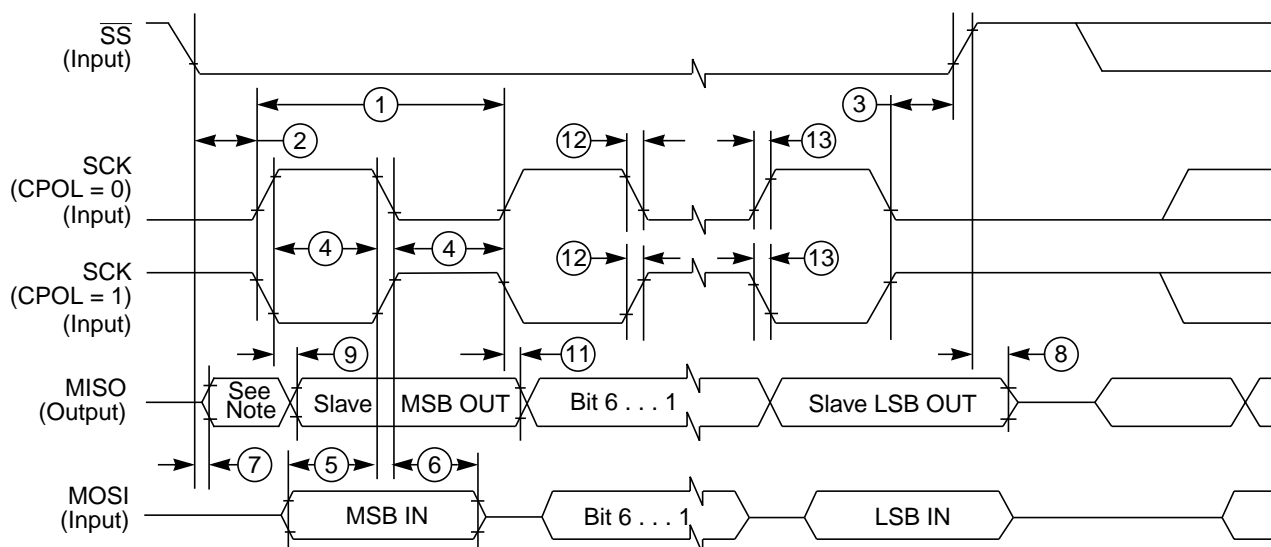 SS
(Input)
1
3
2
12
13
SCK
(CPOL = 0)
(Input)
4
4
SCK
(CPOL = 1)
(Input)
12
13
9
11
8
MISO
(Output)
See
Note
Slave
MSB OUT
Bit 6 . . . 1
Slave LSB OUT
7
5
6
MOSI
(Input)
MSB IN
Bit 6 . . . 1
LSB IN